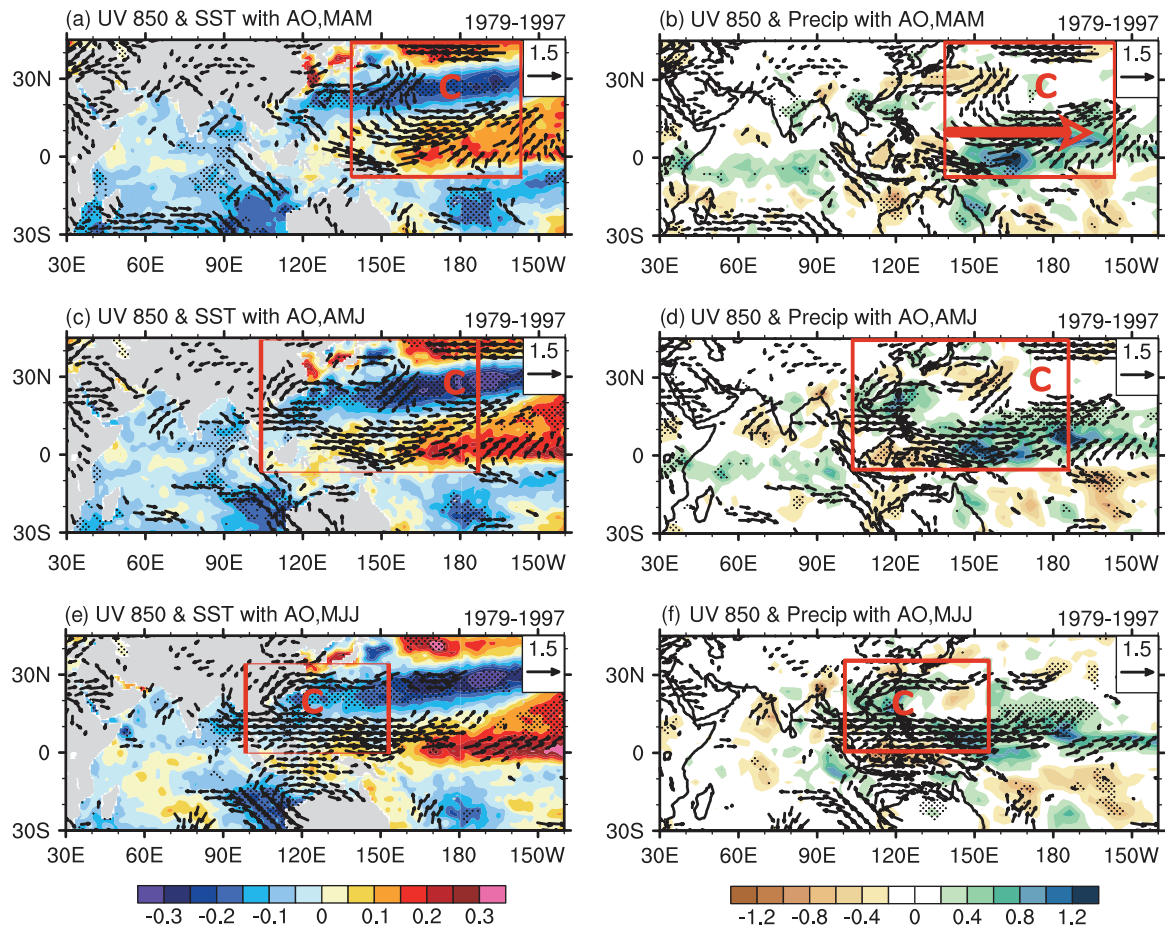 (a) UV 850 & SST with AO,MAM 1979-1997
1.5
C
30N
0
30S
30E 60E 90E 120E 150E 180 150W
(b) UV 850 & Precip with AO,MAM 1979-1997
1.5
C
30N
0
30S
30E 60E 90E 120E 150E 180 150W
(c) UV 850 & SST with AO,AMJ 1979-1997
1.5
C
30N
0
30S
30E 60E 90E 120E 150E 180 150W
(d) UV 850 & Precip with AO,AMJ 1979-1997
1.5
C
30N
0
30S
30E 60E 90E 120E 150E 180 150W
(e) UV 850 & SST with AO,MJJ 1979-1997
1.5
C
30N
0
30S
30E 60E 90E 120E 150E 180 150W
(f) UV 850 & Precip with AO,MJJ 1979-1997
1.5
C
30N
0
30S
30E 60E 90E 120E 150E 180 150W
-0.3 -0.2 -0.1 0 0.1 0.2 0.3
-1.2 -0.8 -0.4 0 0.4 0.8 1.2